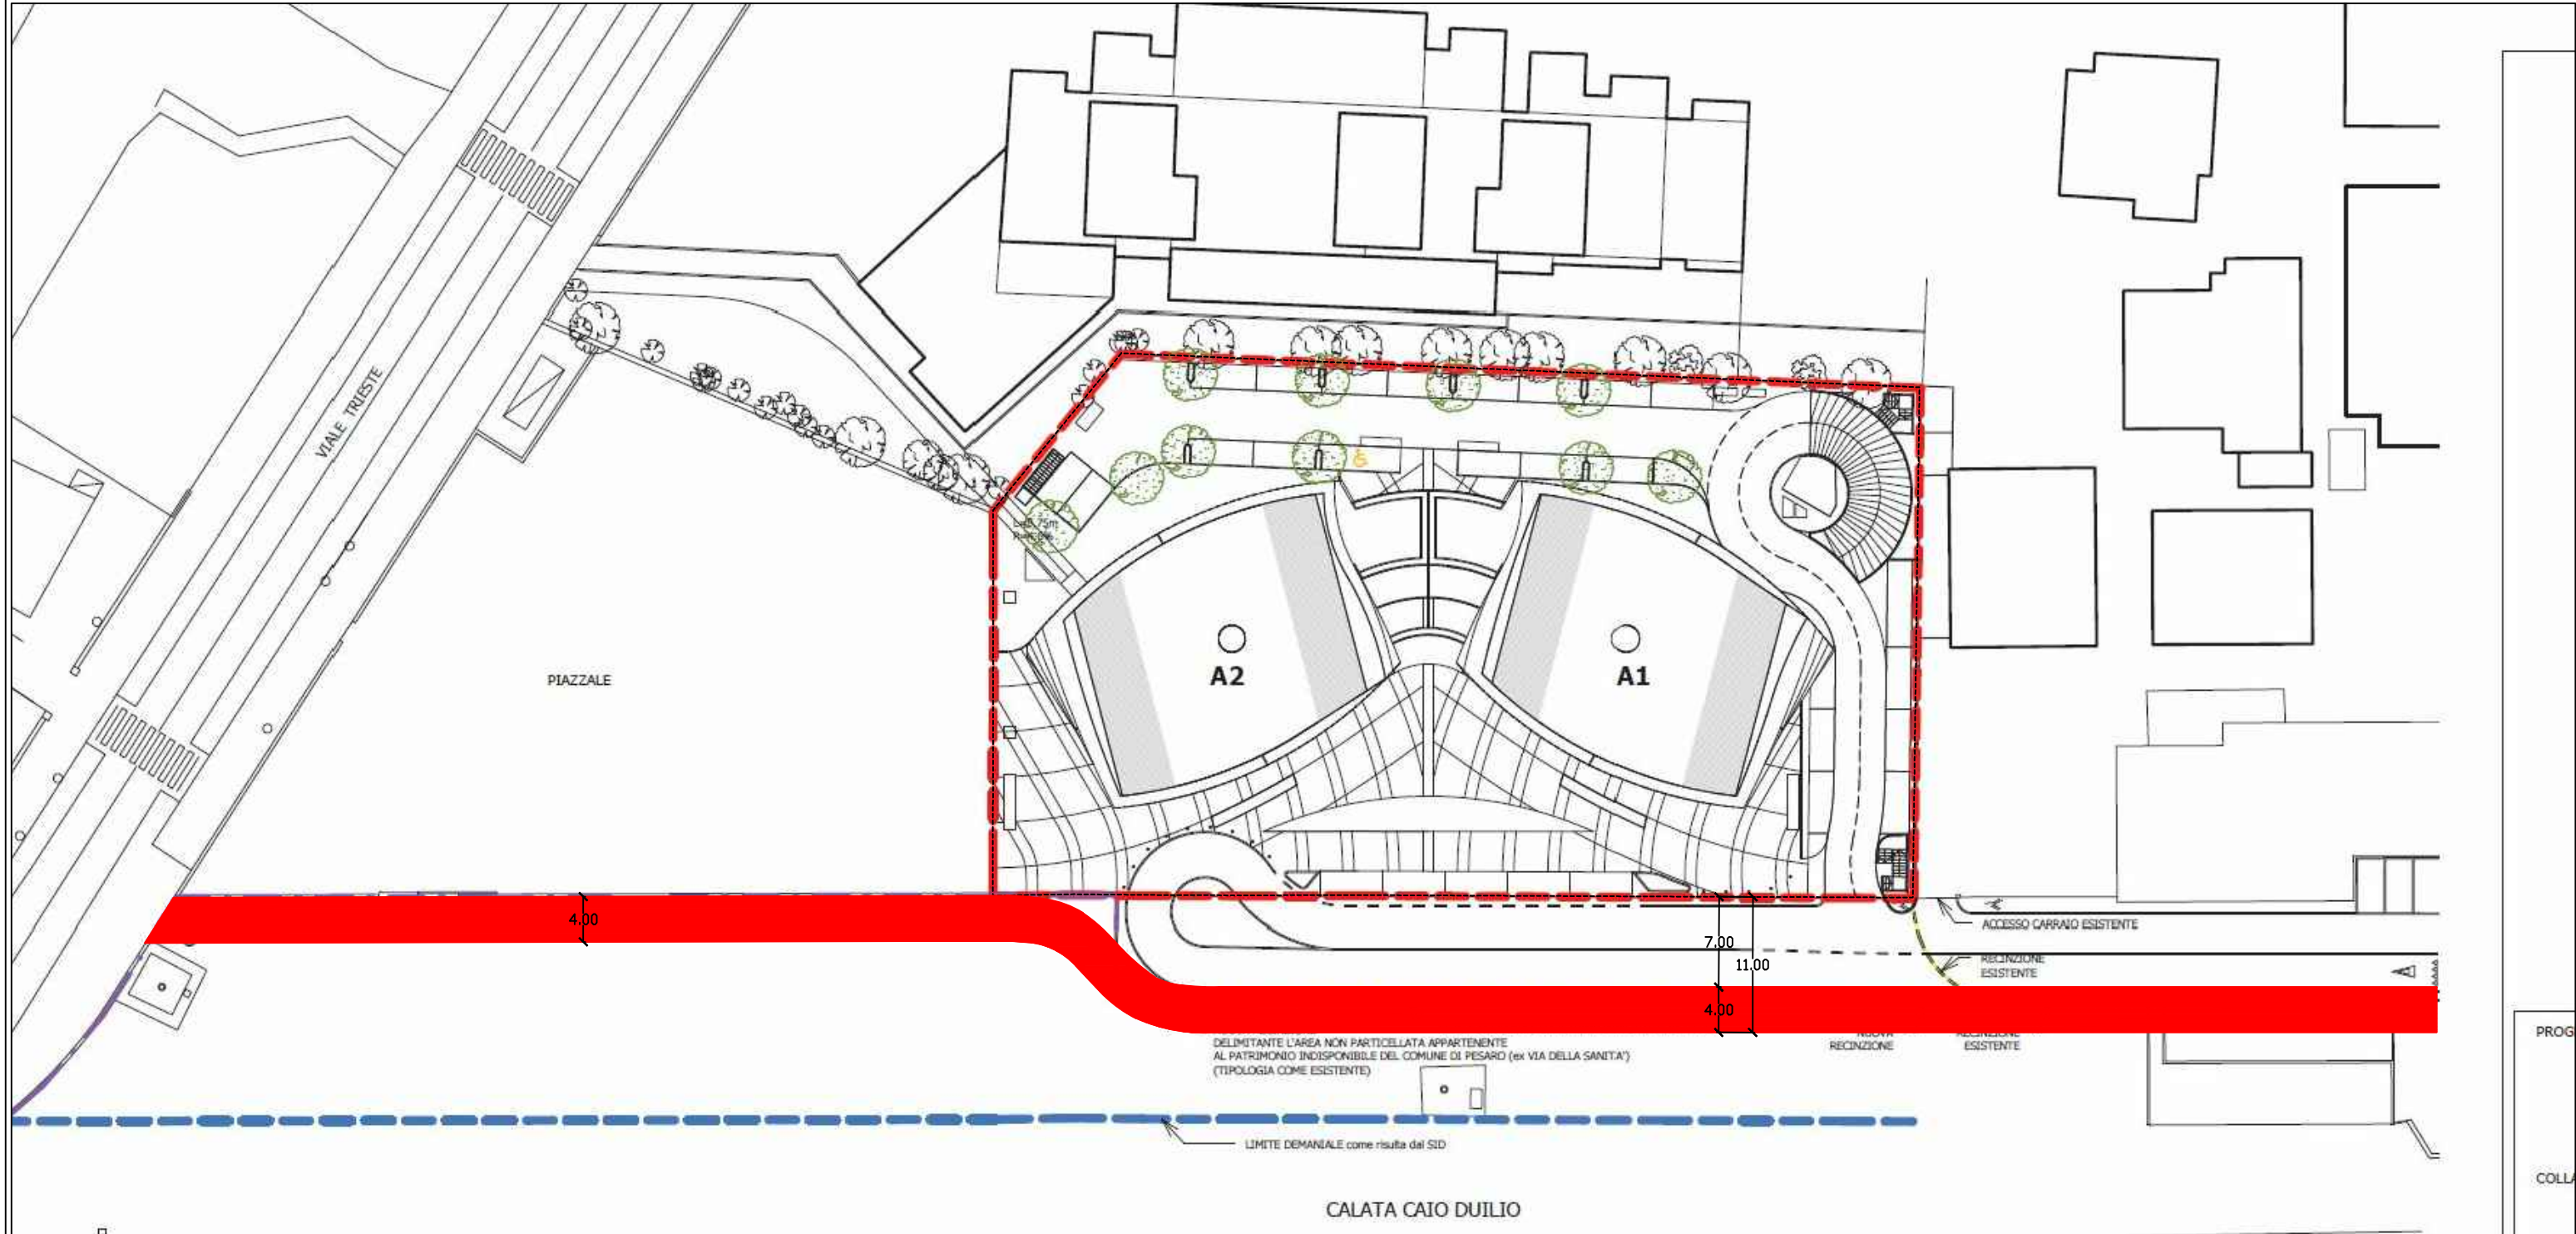 VIALE TRIESTE
PIAZZALE
A2
A1
4.00
7.00
11.00
4.00
ACCESSO CARRAIO ESISTENTE
RECINZIONE
ESISTENTE
DELIMITANTE L'AREA NON PARTICELLATA APPARTENENTE
AL PATRIMONIO INDISPONIBILE DEL COMUNE DI PESARO (ex VIA DELLA SANITA')
(TIPOLOGIA COME ESISTENTE)
RECINZIONE
ESISTENTE
LIMITE DEMANIALE come risulta dal SID
CALATA CAIO DUILIO
PROG
COLLA